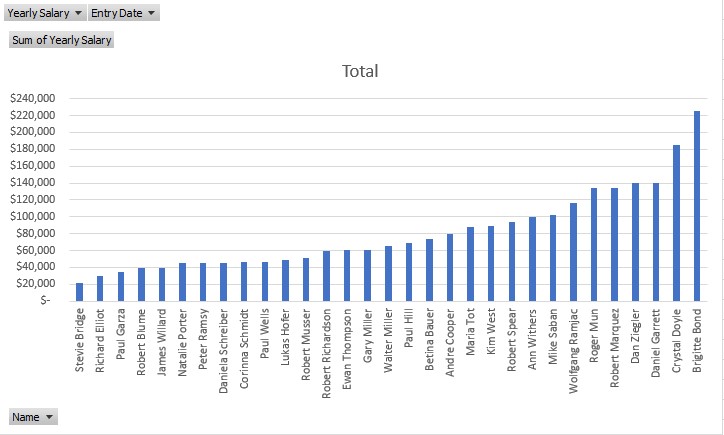 Yearly Salary Entry Date
Sum of Yearly Salary
Total
$240,000
$220,000
$200,000
$180,000
$160,000
$140,000
$120,000
$100,000
$80,000
$60,000
$40,000
$20,000
$-
Stevie Bridge
Richard Elliot
Paul Garza
Robert Blume
James Willard
Natalie Porter
Peter Ramsy
Daniela Schreiber
Corinna Schmidt
Paul Wells
Lukas Hofer
Robert Musser
Robert Richardson
Ewan Thompson
Gary Miller
Walter Miller
Paul Hill
Betina Bauer
Andre Cooper
Maria Tot
Kim West
Robert Spear
Ann Withers
Mike Saban
Wolfgang Ramjac
Roger Mun
Robert Marquez
Dan Ziegler
Daniel Garrett
Crystal Doyle
Brigitte Bond
Name